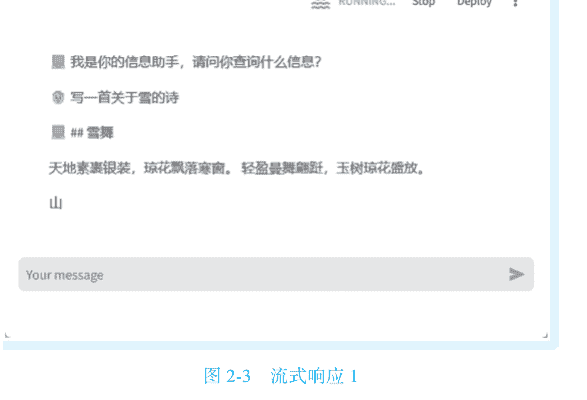 RUNNING... Stop Deploy
我是你的信息助手，请问你查询什么信息？
写一首关于雪的诗
## 雪舞
天地素裹银装，琼花飘落寒窗。轻盈曼舞翩跹，玉树琼花盛放。
山
Your message
图 2-3 流式响应 1